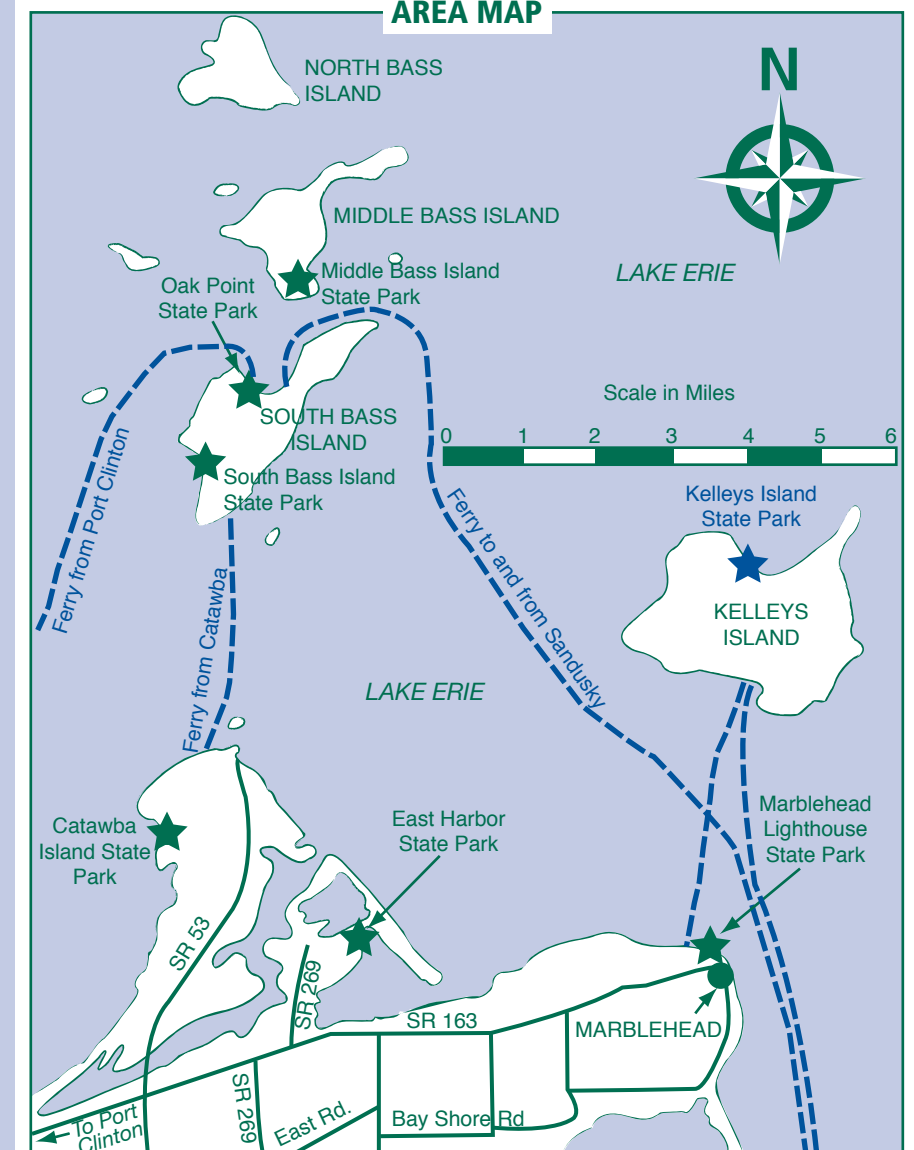 AREA MAP
NORTH BASS
ISLAND
N
MIDDLE BASS ISLAND
LAKE ERIE
Middle Bass Island
State Park
Oak Point
State Park
Scale in Miles
0 1 2 3 4 5 6
SOUTH BASS
ISLAND
South Bass Island
State Park
Ferry from Port Clinton
Ferry from Catawba
Ferry to and from Sandusky
Kelleys Island
State Park
KELLEYS
ISLAND
LAKE ERIE
Catawba
Island State
Park
East Harbor
State Park
Marblehead
Lighthouse
State Park
SR 53
SR 269
SR 163
MARBLEHEAD
SR 269
East Rd.
Bay Shore Rd
To Port
Clinton